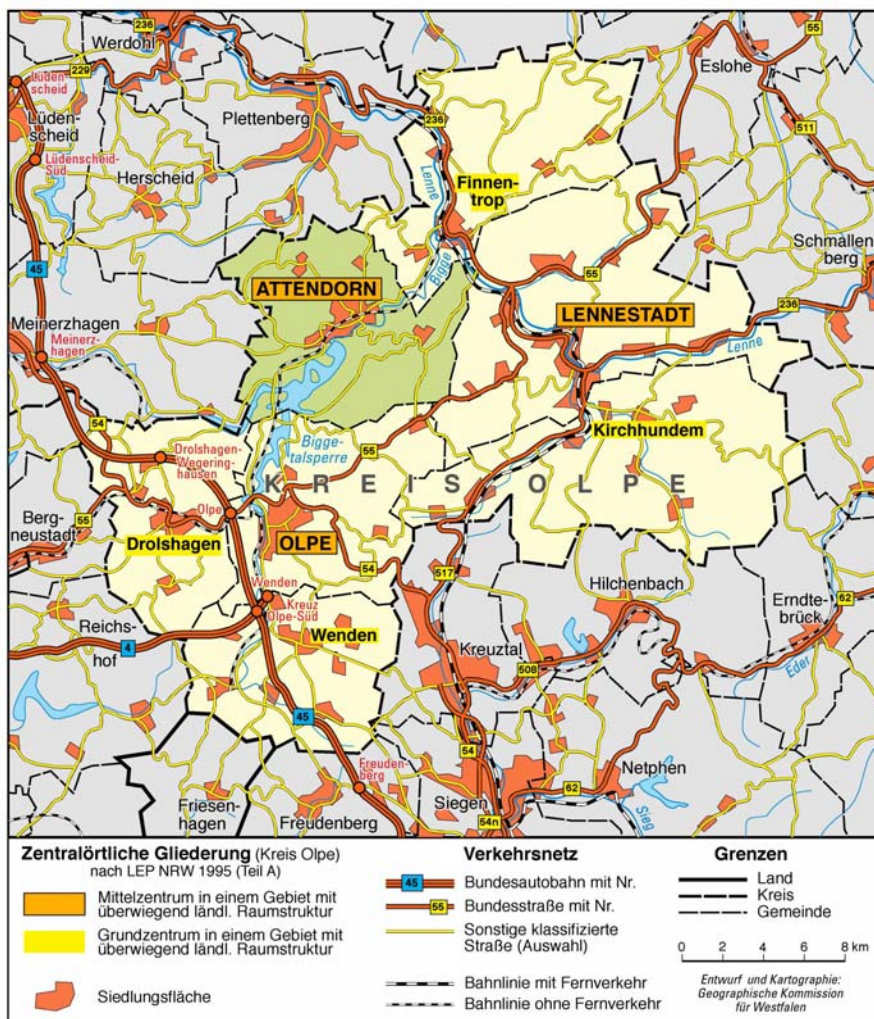 236
Werdohl
55
Eslohe
229
Lüden-
scheid
Lüden-
scheid
Plettenberg
236
511
Lüdenscheid-
Süd
Herscheid
Lenne
Finnen-
trop
Schmallen-
berg
45
ATTENDORN
Bigge
55
LENNESTADT
236
Meinerzhagen
Meinerz-
hagen
Lenne
54
Drolshagen-
Wegering-
hausen
Bigge-
talsperre
55
Kirchhundem
KREIS OLPE
Olpe
Berg-
neustadt
55
Drolshagen
OLPE
54
517
Wenden
Kreuz
Olpe-Süd
Hilchenbach
62
Erndte-
brück
Reichs-
hof
4
Wenden
Kreuztal
508
Eder
45
54
Freuden-
berg
Netphen
62
Siegen
Sieg
Friesen-
hagen
Freudenberg
54n
Zentralörtliche Gliederung (Kreis Olpe)
nach LEP NRW 1995 (Teil A)
Mittelzentrum in einem Gebiet mit
überwiegend ländl. Raumstruktur
Grundzentrum in einem Gebiet mit
überwiegend ländl. Raumstruktur
Siedlungsfläche
Verkehrsnetz
45 Bundesautobahn mit Nr.
55 Bundesstraße mit Nr.
Sonstige klassifizierte
Straße (Auswahl)
Bahnlinie mit Fernverkehr
Bahnlinie ohne Fernverkehr
Grenzen
Land
Kreis
Gemeinde
0 2 4 6 8 km
Entwurf und Kartographie:
Geographische Kommission
für Westfalen